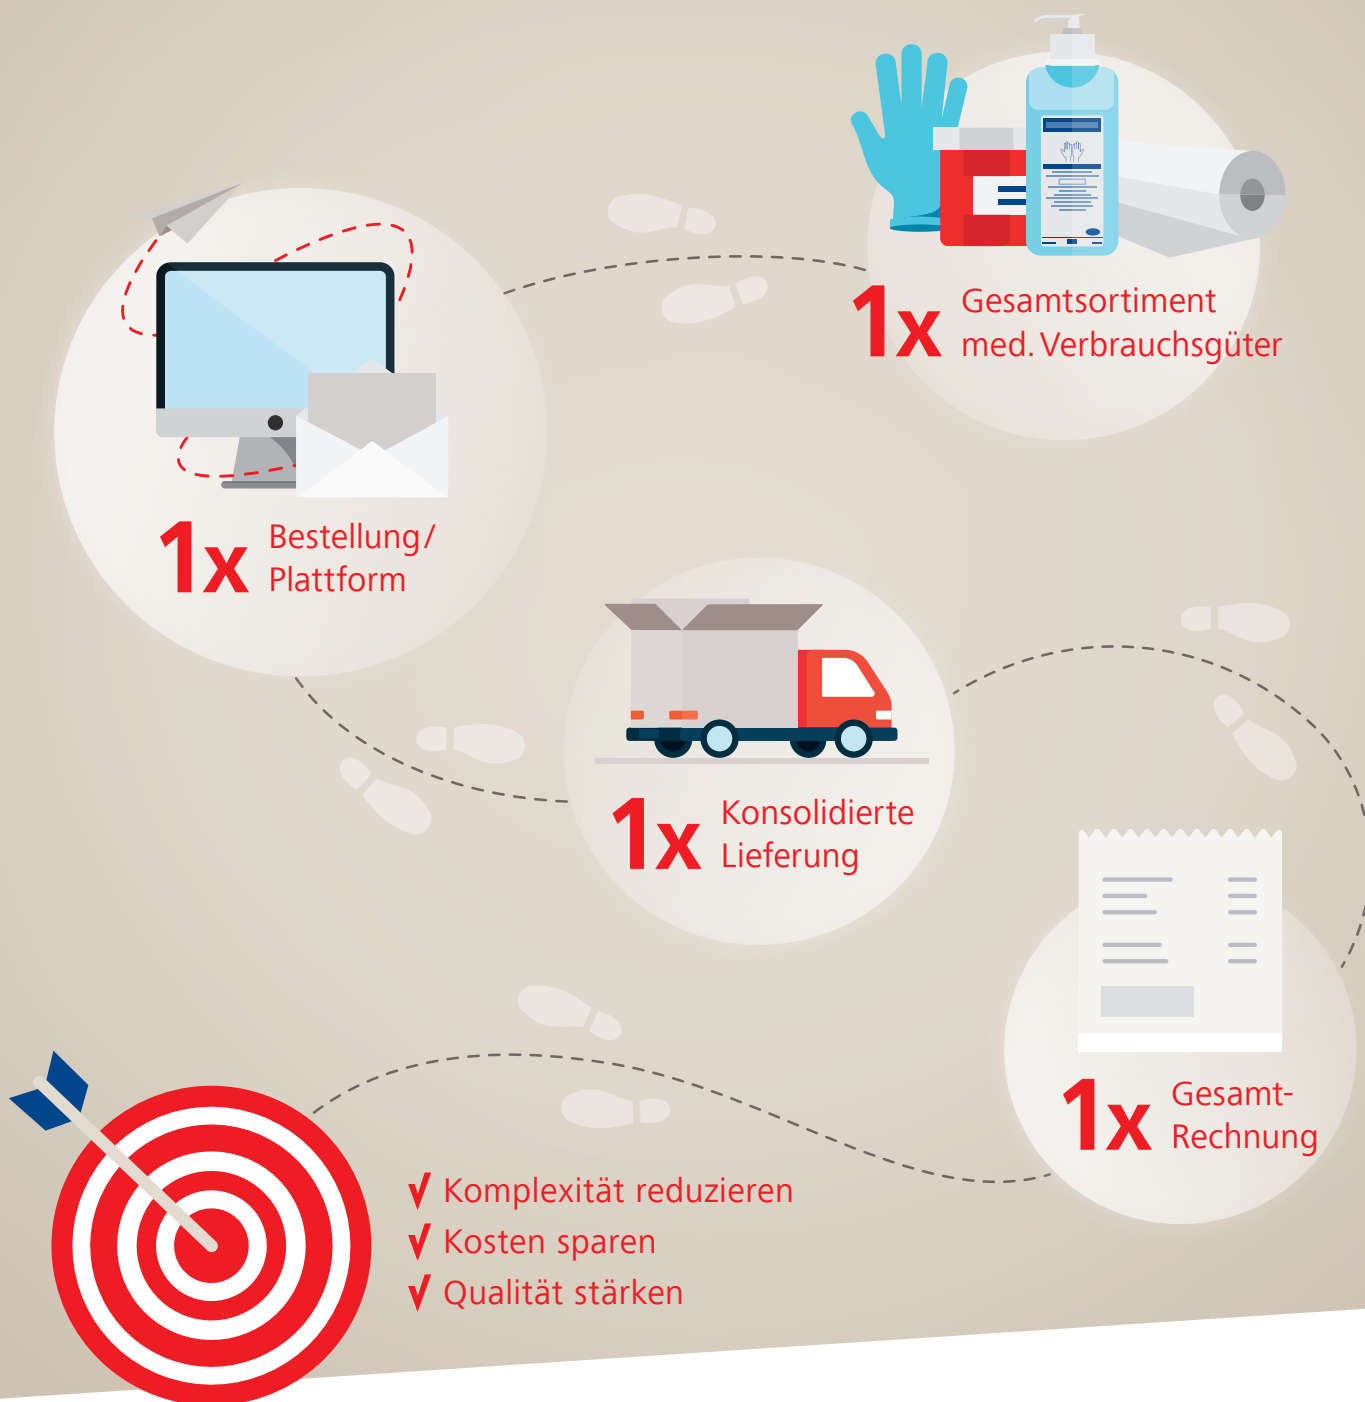 1x Gesamtsortiment
med. Verbrauchsgüter
1x Bestellung/
Plattform
1x Konsolidierte
Lieferung
1x Gesamt-
Rechnung
√ Komplexität reduzieren
√ Kosten sparen
√ Qualität stärken